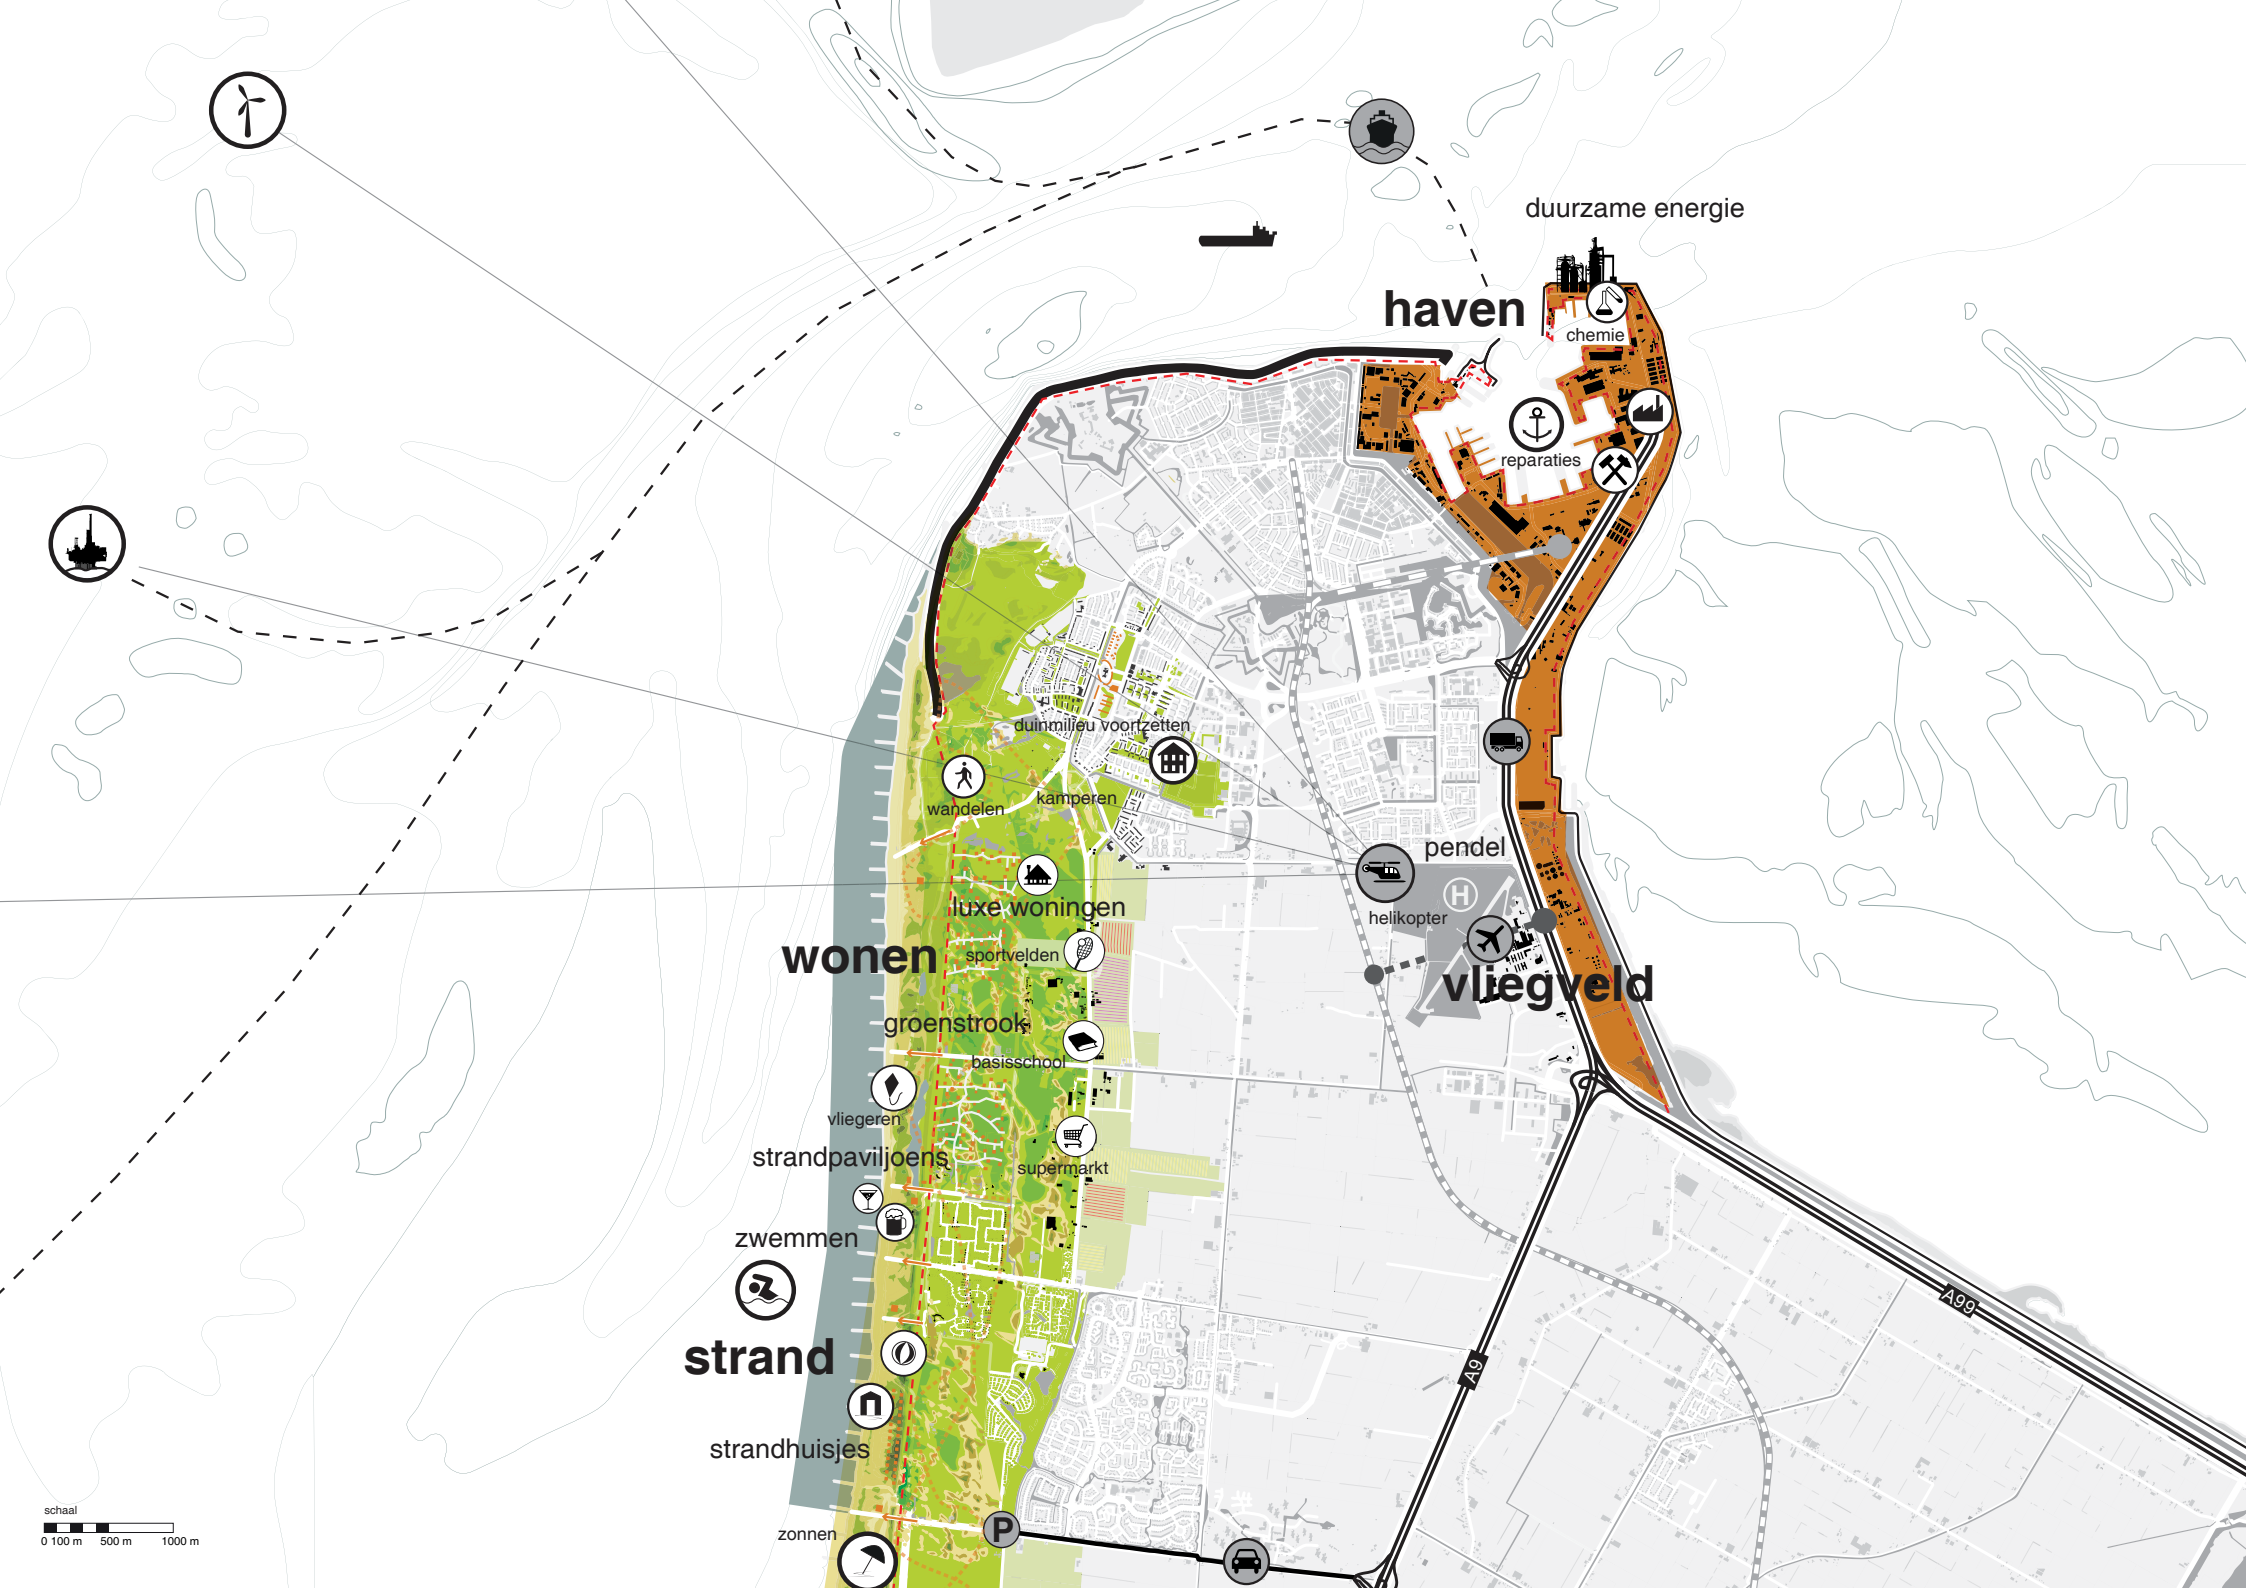 duurzame energie
haven
chemie
reparaties
duinmilieu voortzetten
wandelen
kamperen
pendel
H
luxe woningen
helikopter
wonen
sportvelden
vliegveld
groenstrook
basisschool
vliegeren
strandpaviljoens
supermarkt
zwemmen
A99
strand
A9
strandhuisjes
schaal
0 100 m 500 m 1000 m
zonnen
P